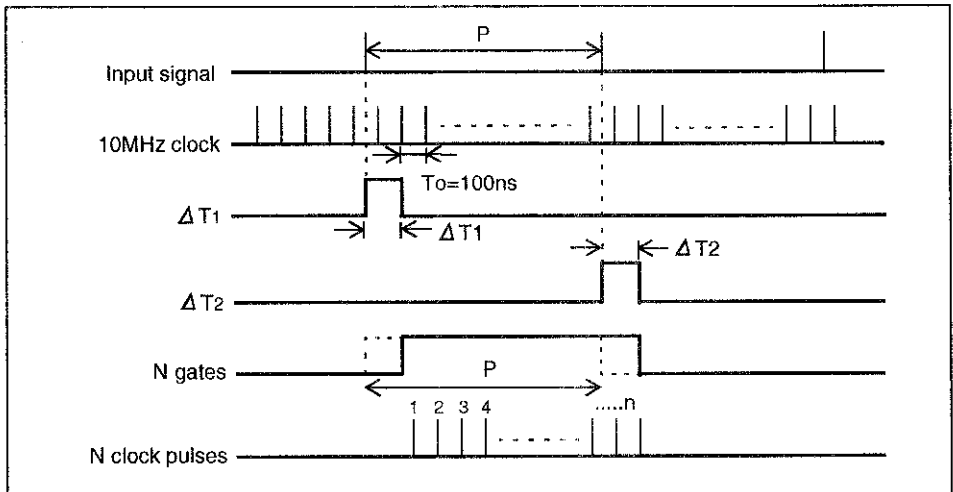 P
Input signal
10MHz clock
To=100ns
ΔT1
ΔT1
ΔT2
ΔT2
N gates
P
1 2 3 4 .....n
N clock pulses